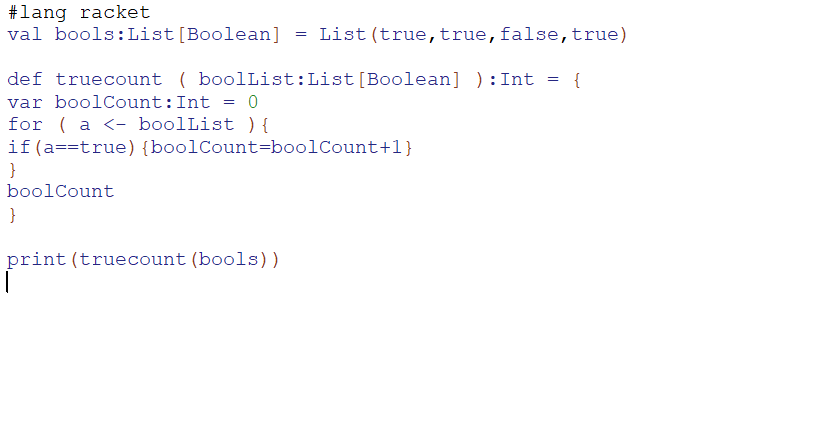 #lang racket
val bools:List[Boolean] = List(true,true,false,true)
def truecount ( boolList:List[Boolean] ):Int = {
var boolCount:Int = 0
for ( a <- boolList ){
if(a==true){boolCount=boolCount+1}
}
boolCount
}
print(truecount(bools))